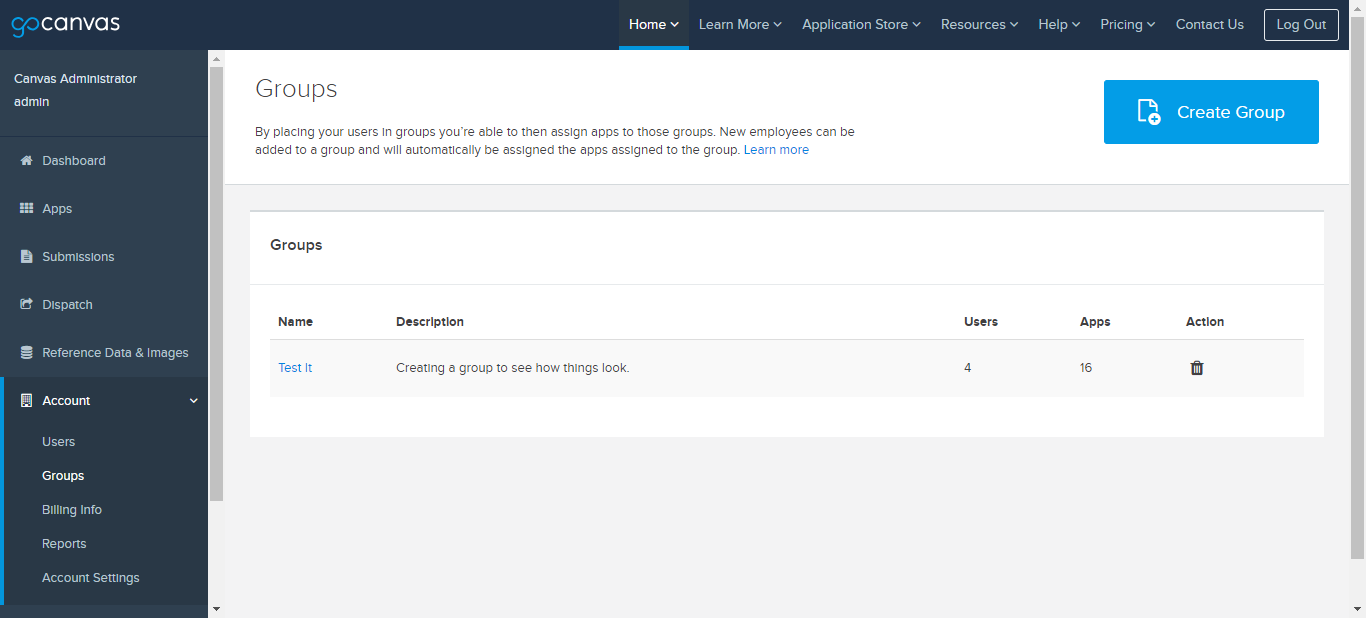 gocanvas
Home Learn More Application Store Resources Help Pricing Contact Us Log Out
Canvas Administrator
admin
Dashboard
Apps
Submissions
Dispatch
Reference Data & Images
Account
Users
Groups
Billing Info
Reports
Account Settings
Groups
By placing your users in groups you're able to then assign apps to those groups. New employees can be
added to a group and will automatically be assigned the apps assigned to the group. Learn more
Create Group
Groups
Name Description Users Apps Action
Test It Creating a group to see how things look. 4 16